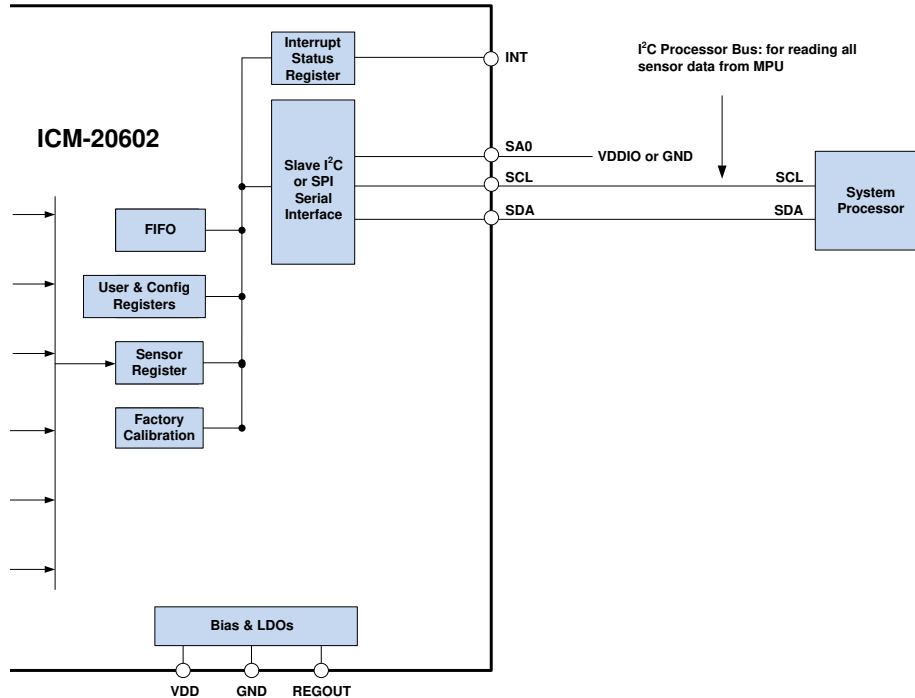 Interrupt
Status
Register
INT
I²C Processor Bus: for reading all
sensor data from MPU
ICM-20602
Slave I²C
or SPI
Serial
Interface
SA0
VDDIO or GND
SCL
SCL
SDA
SDA
System
Processor
FIFO
User & Config
Registers
Sensor
Register
Factory
Calibration
Bias & LDOs
VDD
GND
REGOUT